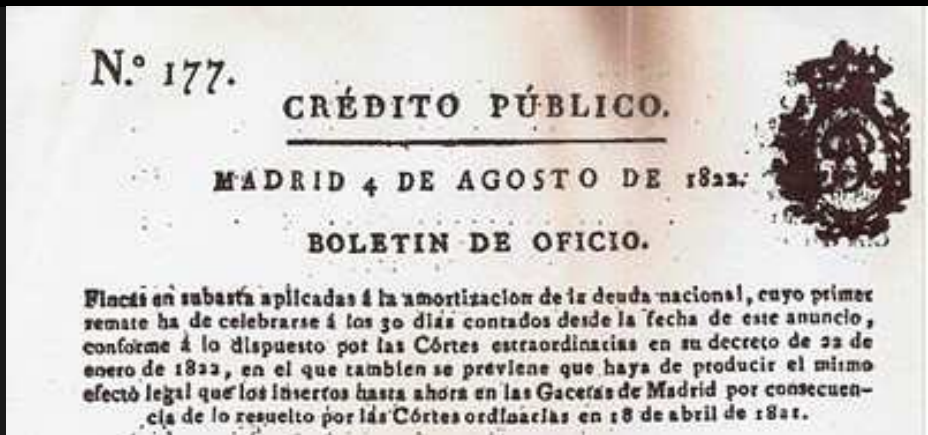 N.º 177.
CRÉDITO PÚBLICO.
MADRID 4 DE AGOSTO DE 1822.
BOLETIN DE OFICIO.
Fincas en subasta aplicadas á la amortizacion de la deuda nacional, cuyo primer
remate ha de celebrarse á los 30 dias contados desde la fecha de este anuncio,
conforme á lo dispuesto por las Córtes estraordinarias en su decreto de 22 de
enero de 1822, en el que tambien se previene que haya de producir el mismo
efecto legal que los insertos hasta ahora en las Gacetas de Madrid por consecuen-
cia de lo resuelto por las Córtes ordinarias en 18 de abril de 1821.